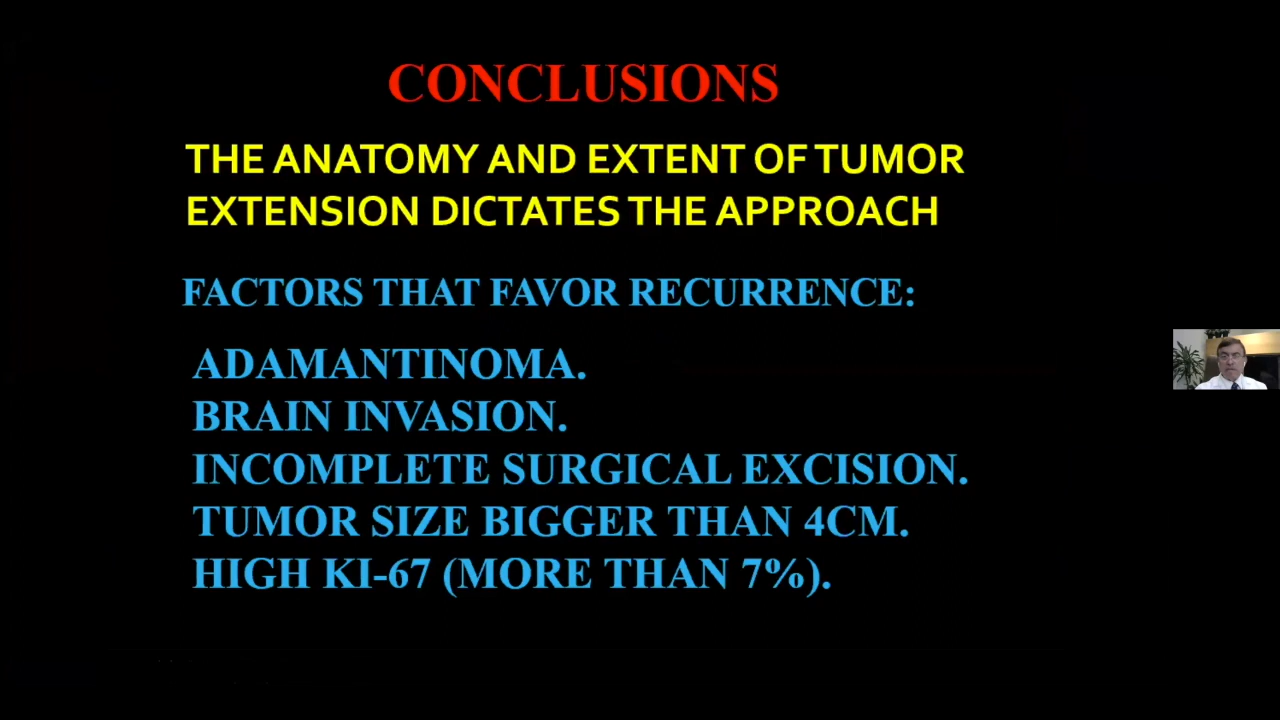 CONCLUSIONS
THE ANATOMY AND EXTENT OF TUMOR
EXTENSION DICTATES THE APPROACH
FACTORS THAT FAVOR RECURRENCE:
ADAMANTINOMA.
BRAIN INVASION.
INCOMPLETE SURGICAL EXCISION.
TUMOR SIZE BIGGER THAN 4CM.
HIGH KI-67 (MORE THAN 7%).